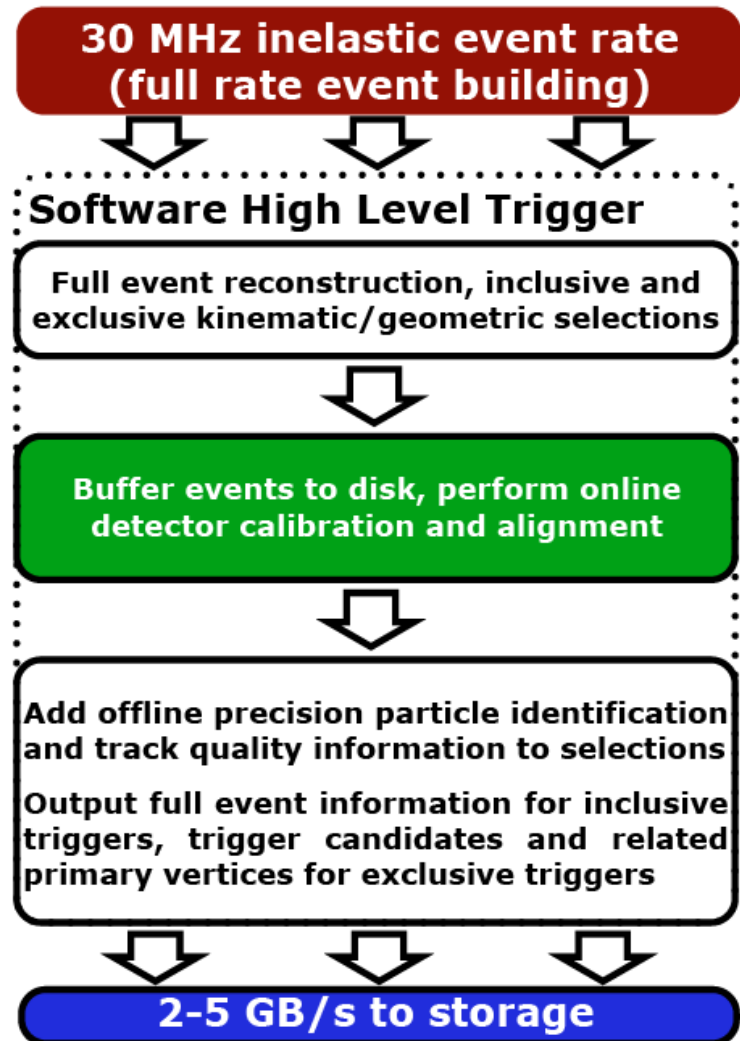 30 MHz inelastic event rate
(full rate event building)
Software High Level Trigger
Full event reconstruction, inclusive and
exclusive kinematic/geometric selections
Buffer events to disk, perform online
detector calibration and alignment
Add offline precision particle identification
and track quality information to selections
Output full event information for inclusive
triggers, trigger candidates and related
primary vertices for exclusive triggers
2-5 GB/s to storage